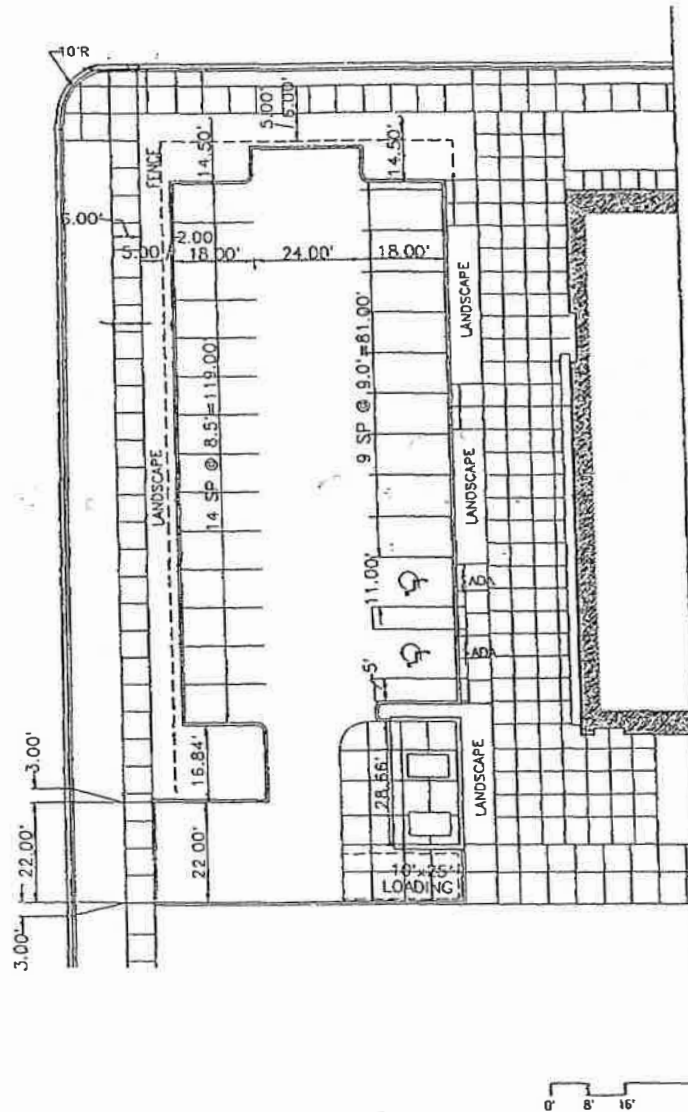 10'R
5.00'
6.00'
14.50'
14.50'
FENCE
6.00'
5.00'
2.00
18.00'
24.00'
18.00'
LANDSCAPE
9 SP @ 9.0'=81.00'
14 SP @ 8.5'=119.00'
LANDSCAPE
LANDSCAPE
11.00'
ADA
ADA
5'
3.00'
16.84'
28.66'
LANDSCAPE
22.00'
22.00'
10'x25'
LOADING
3.00'
0' 8' 16'